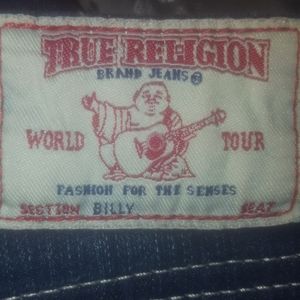 TRUE RELIGION
BRAND JEANS ®
WORLD TOUR
FASHION FOR THE SENSES
SECTION BILLY SEAT